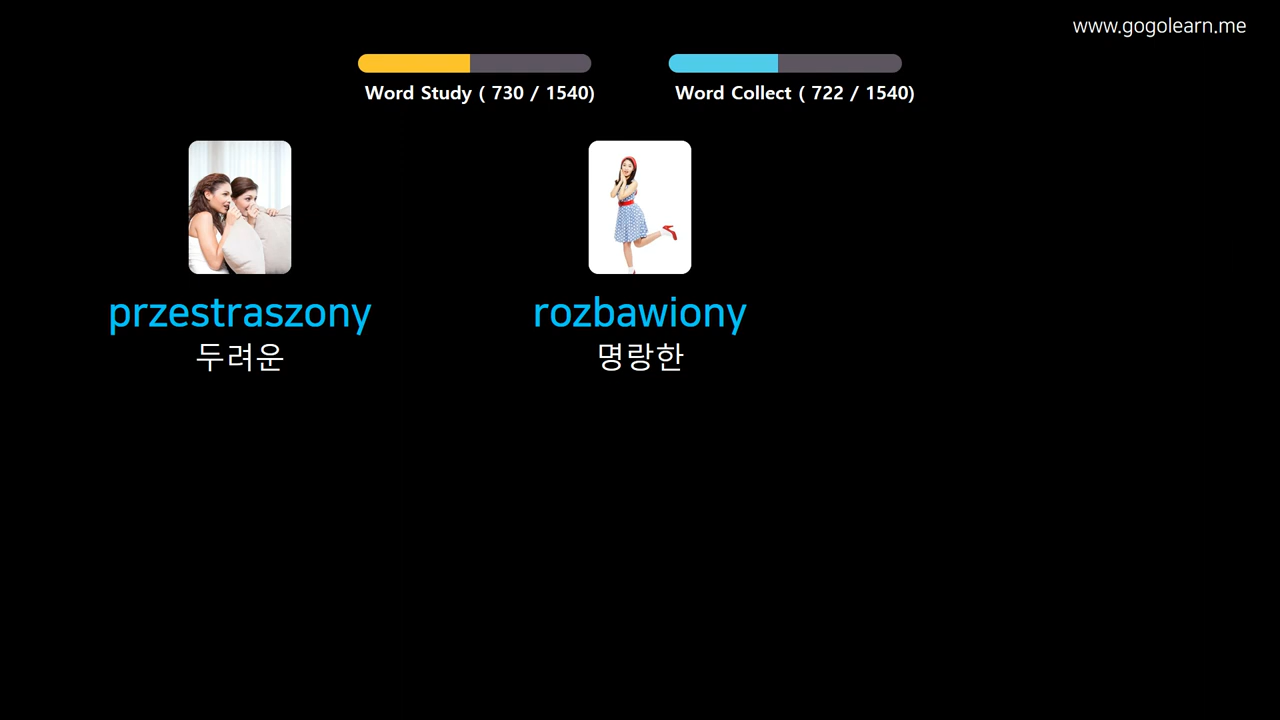 www.gogolearn.me
Word Study ( 730 / 1540)
Word Collect ( 722 / 1540)
przestraszony
두려운
rozbawiony
명랑한